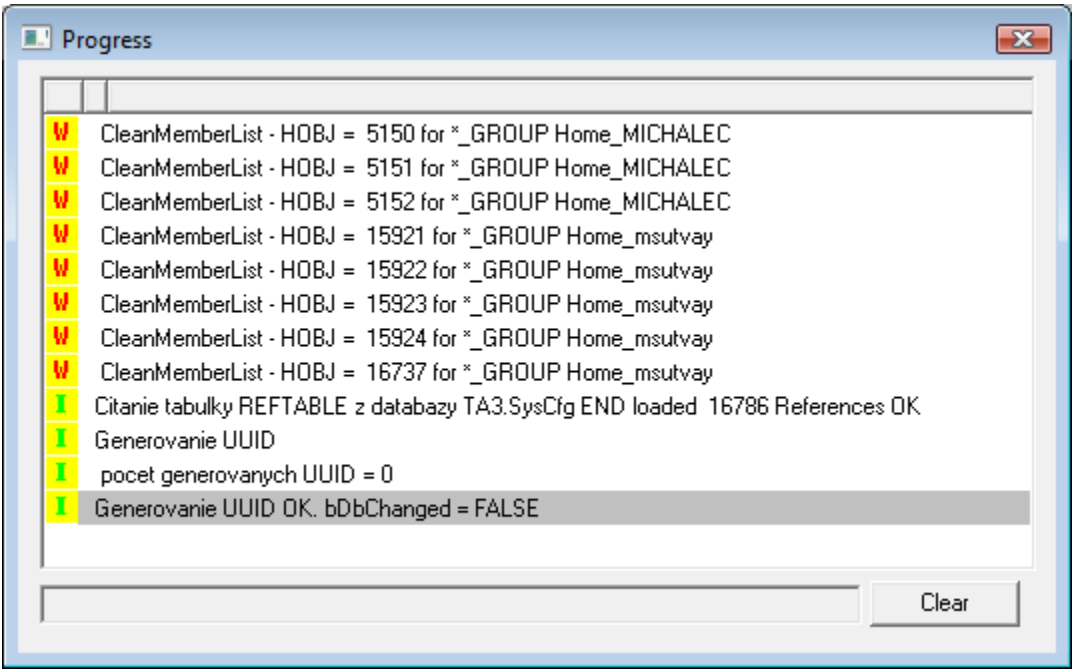 Progress
W CleanMemberList - HOBJ = 5150 for *_GROUP Home_MICHALEC
W CleanMemberList - HOBJ = 5151 for *_GROUP Home_MICHALEC
W CleanMemberList - HOBJ = 5152 for *_GROUP Home_MICHALEC
W CleanMemberList - HOBJ = 15921 for *_GROUP Home_msutvay
W CleanMemberList - HOBJ = 15922 for *_GROUP Home_msutvay
W CleanMemberList - HOBJ = 15923 for *_GROUP Home_msutvay
W CleanMemberList - HOBJ = 15924 for *_GROUP Home_msutvay
W CleanMemberList - HOBJ = 16737 for *_GROUP Home_msutvay
I Citanie tabulky REFTABLE z databazy TA3.SysCfg END loaded 16786 References OK
I Generovanie UUID
I pocet generovanych UUID = 0
I Generovanie UUID OK. bDbChanged = FALSE
Clear